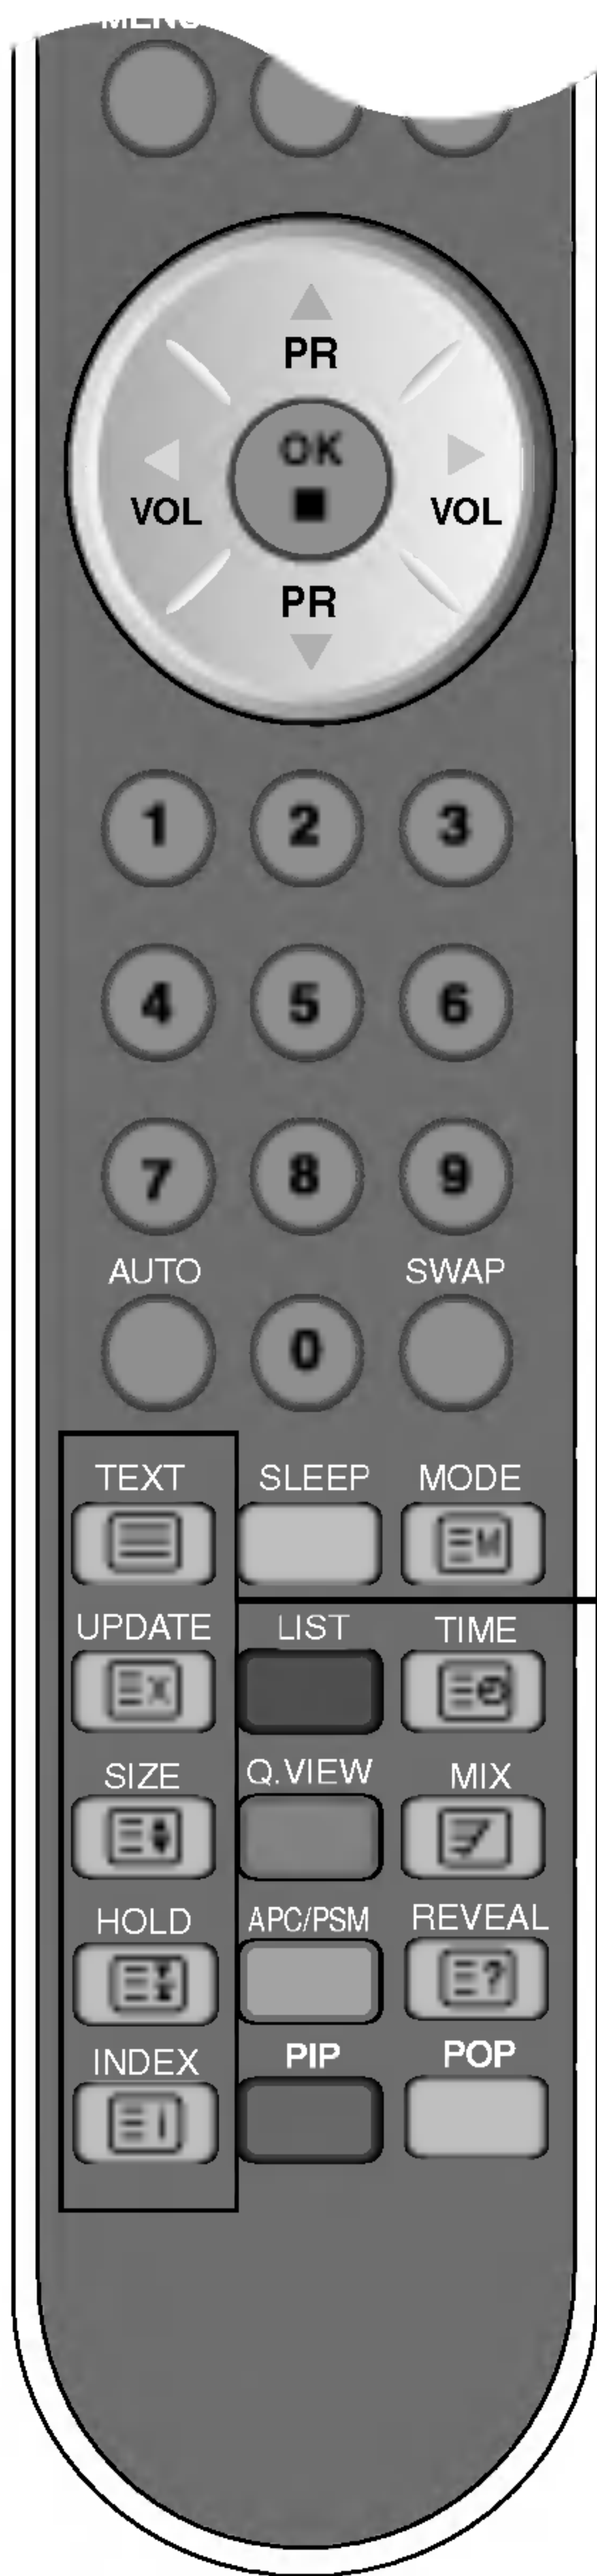 MENU
PR
OK
VOL VOL
PR
1 2 3
4 5 6
7 8 9
AUTO SWAP
0
TEXT SLEEP MODE
M
UPDATE LIST TIME
X
SIZE Q.VIEW MIX
HOLD APC/PSM REVEAL
?
INDEX PIP POP
i